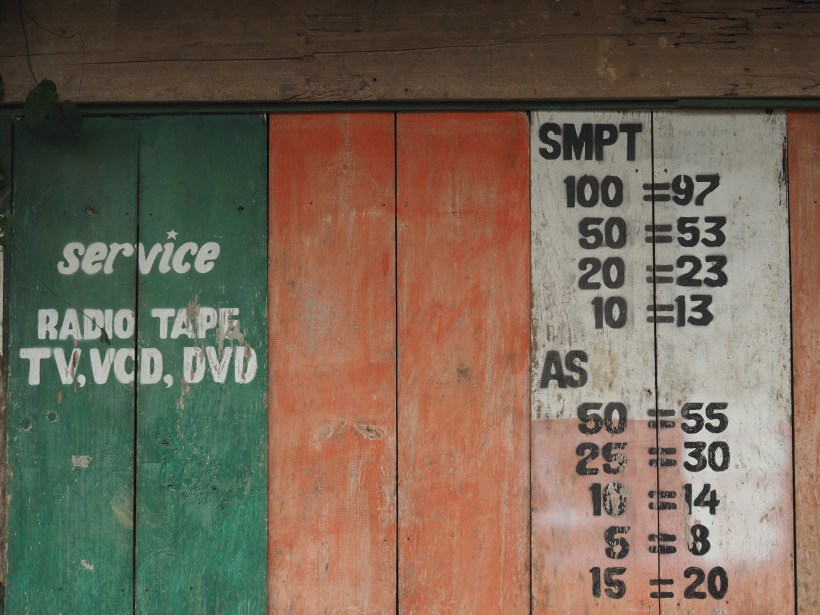 service
RADIO TAPE
TV, VCD, DVD
SMPT
100 = 97
50 = 53
20 = 23
10 = 13
AS
50 = 55
25 = 30
10 = 14
5 = 8
15 = 20